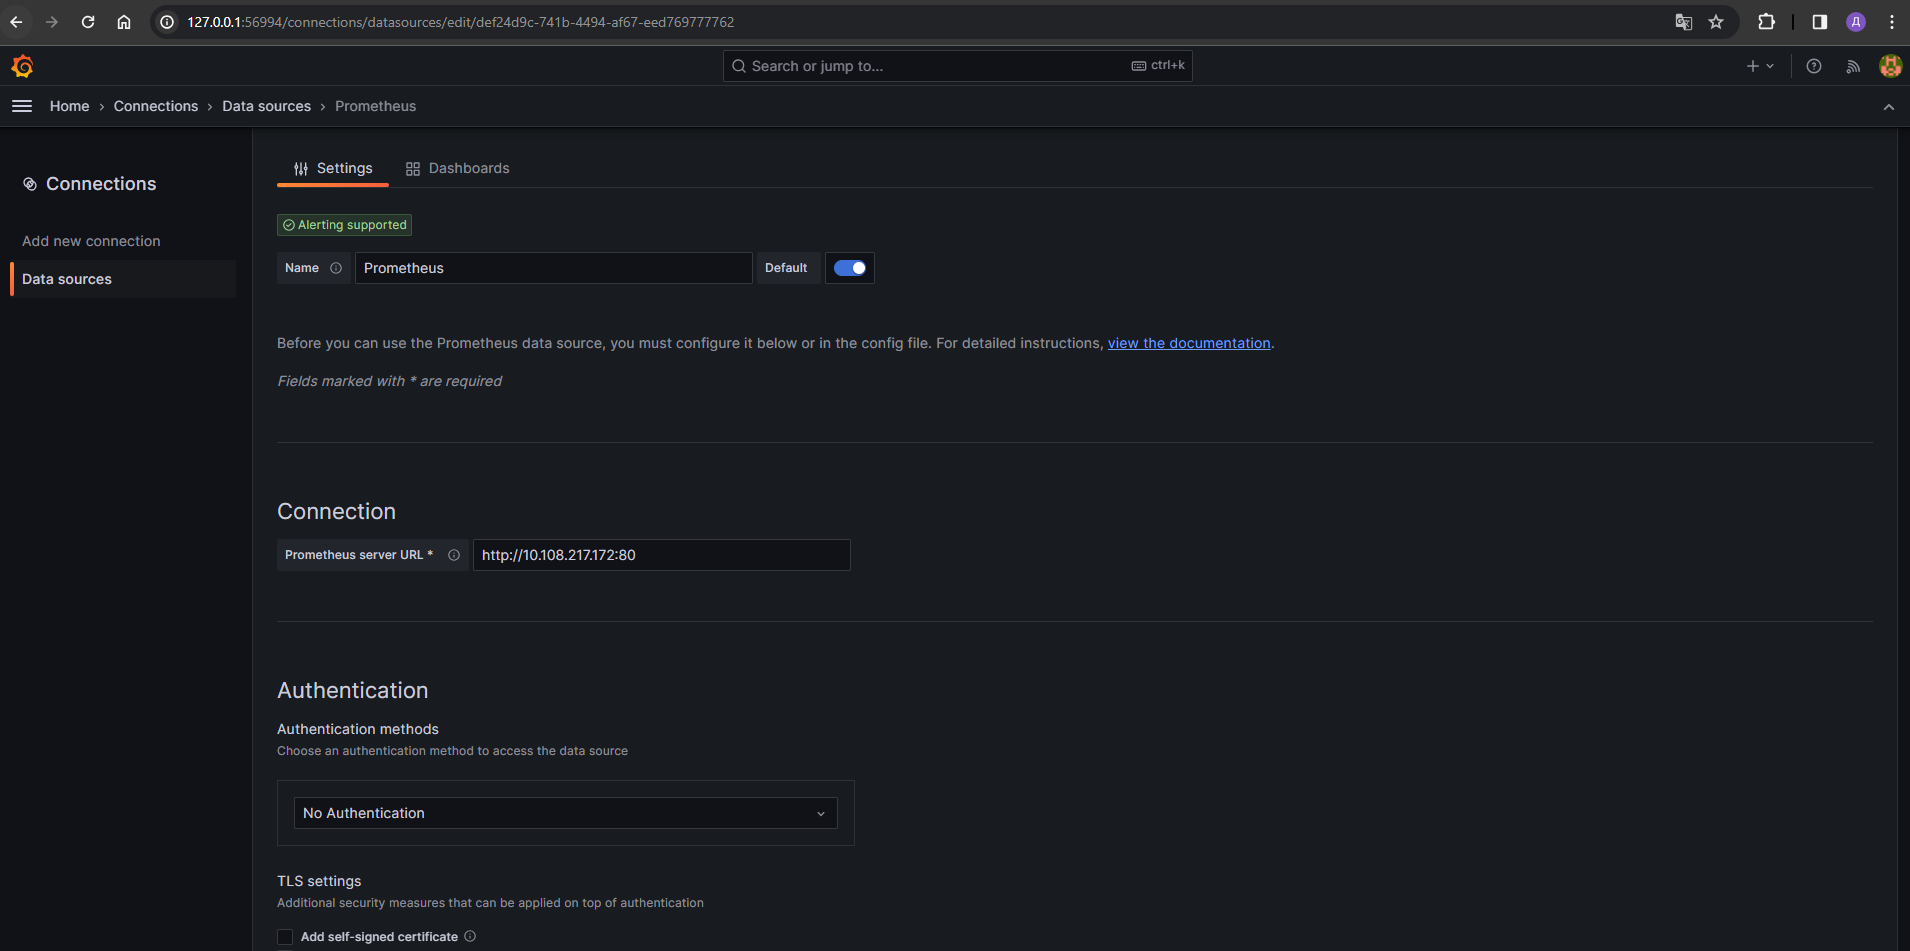 127.0.0.1:56994/connections/datasources/edit/def24d9c-741b-4494-af67-eed769777762
Д
Search or jump to... ctrl+k
Home › Connections › Data sources › Prometheus
Connections
Add new connection
Data sources
Settings Dashboards
Alerting supported
Name Prometheus Default
Before you can use the Prometheus data source, you must configure it below or in the config file. For detailed instructions, view the documentation.
Fields marked with * are required
Connection
Prometheus server URL * http://10.108.217.172:80
Authentication
Authentication methods
Choose an authentication method to access the data source
No Authentication
TLS settings
Additional security measures that can be applied on top of authentication
Add self-signed certificate